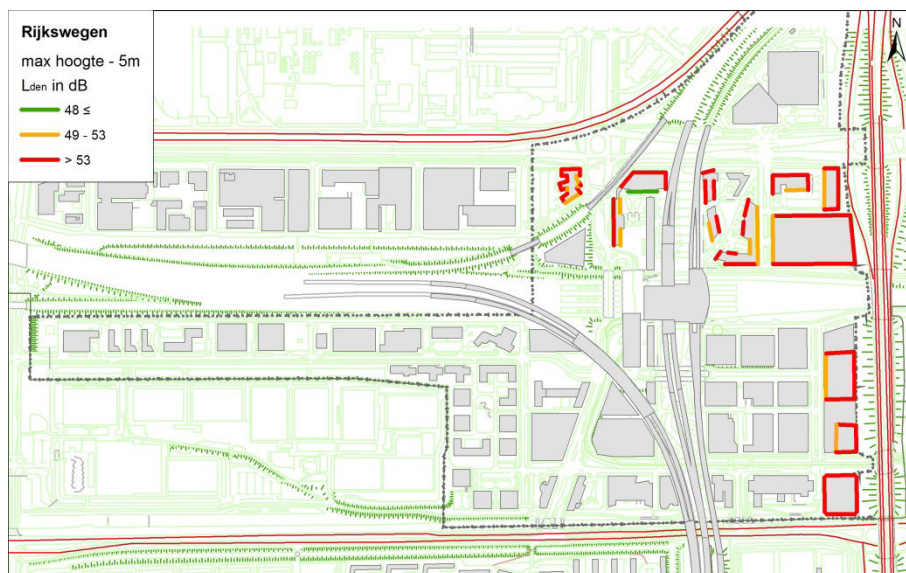 Rijkswegen
max hoogte - 5m
Lden in dB
48 ≤
49 - 53
> 53
N